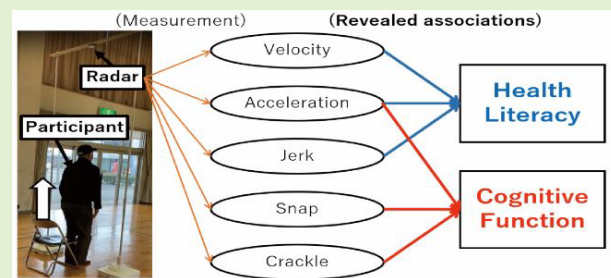 (Measurement)
(Revealed associations)
Radar
Participant
Velocity
Acceleration
Jerk
Snap
Crackle
Health
Literacy
Cognitive
Function